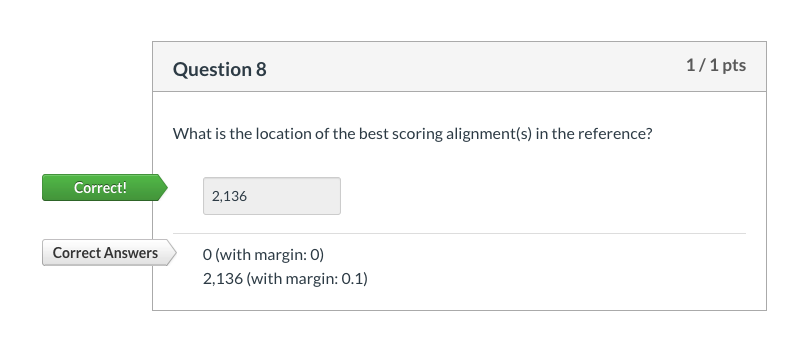 Question 8
1 / 1 pts
What is the location of the best scoring alignment(s) in the reference?
Correct!
2,136
Correct Answers
0 (with margin: 0)
2,136 (with margin: 0.1)